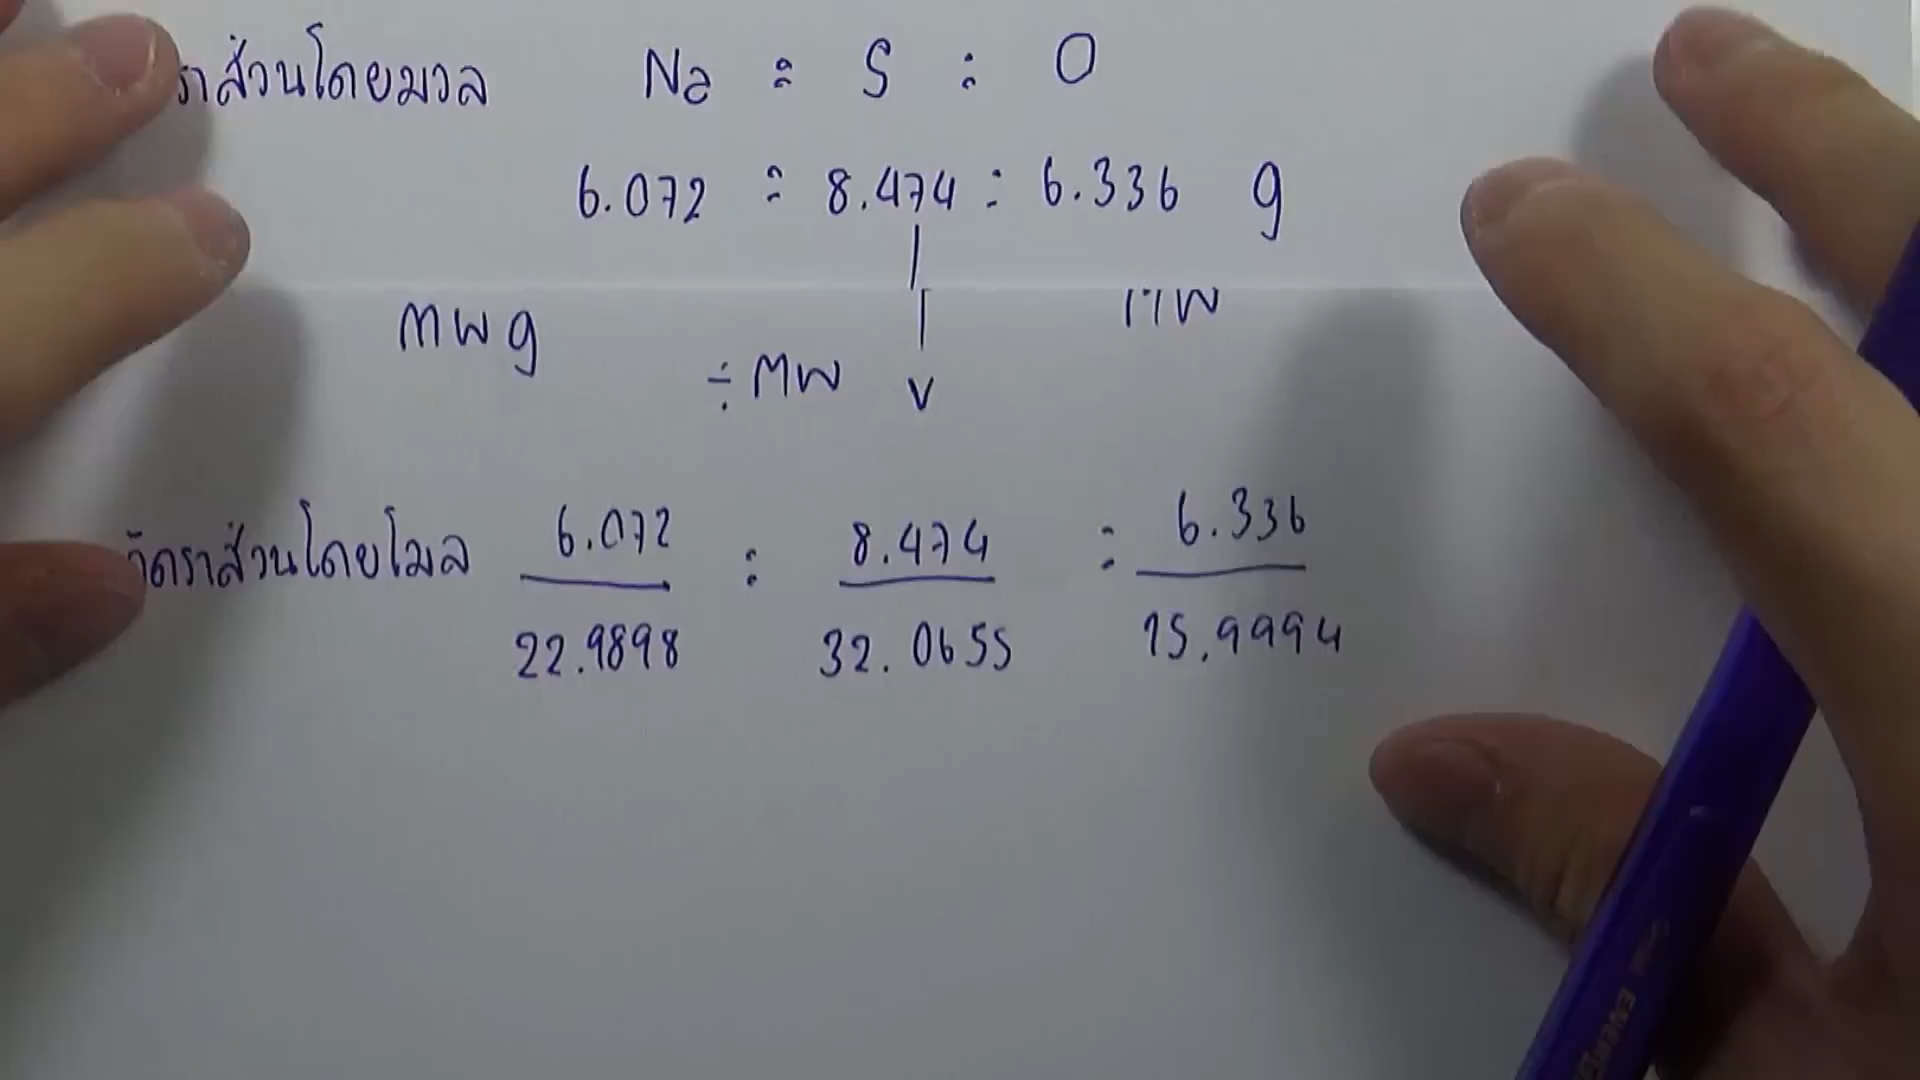 ราส่วนโดยมวล Na : S : O
6.072 : 8.474 : 6.336 g
MWg MW
÷ MW
อัตราส่วนโดยโมล 6.072 : 8.474 : 6.336
22.9898 32.0655 15.9994